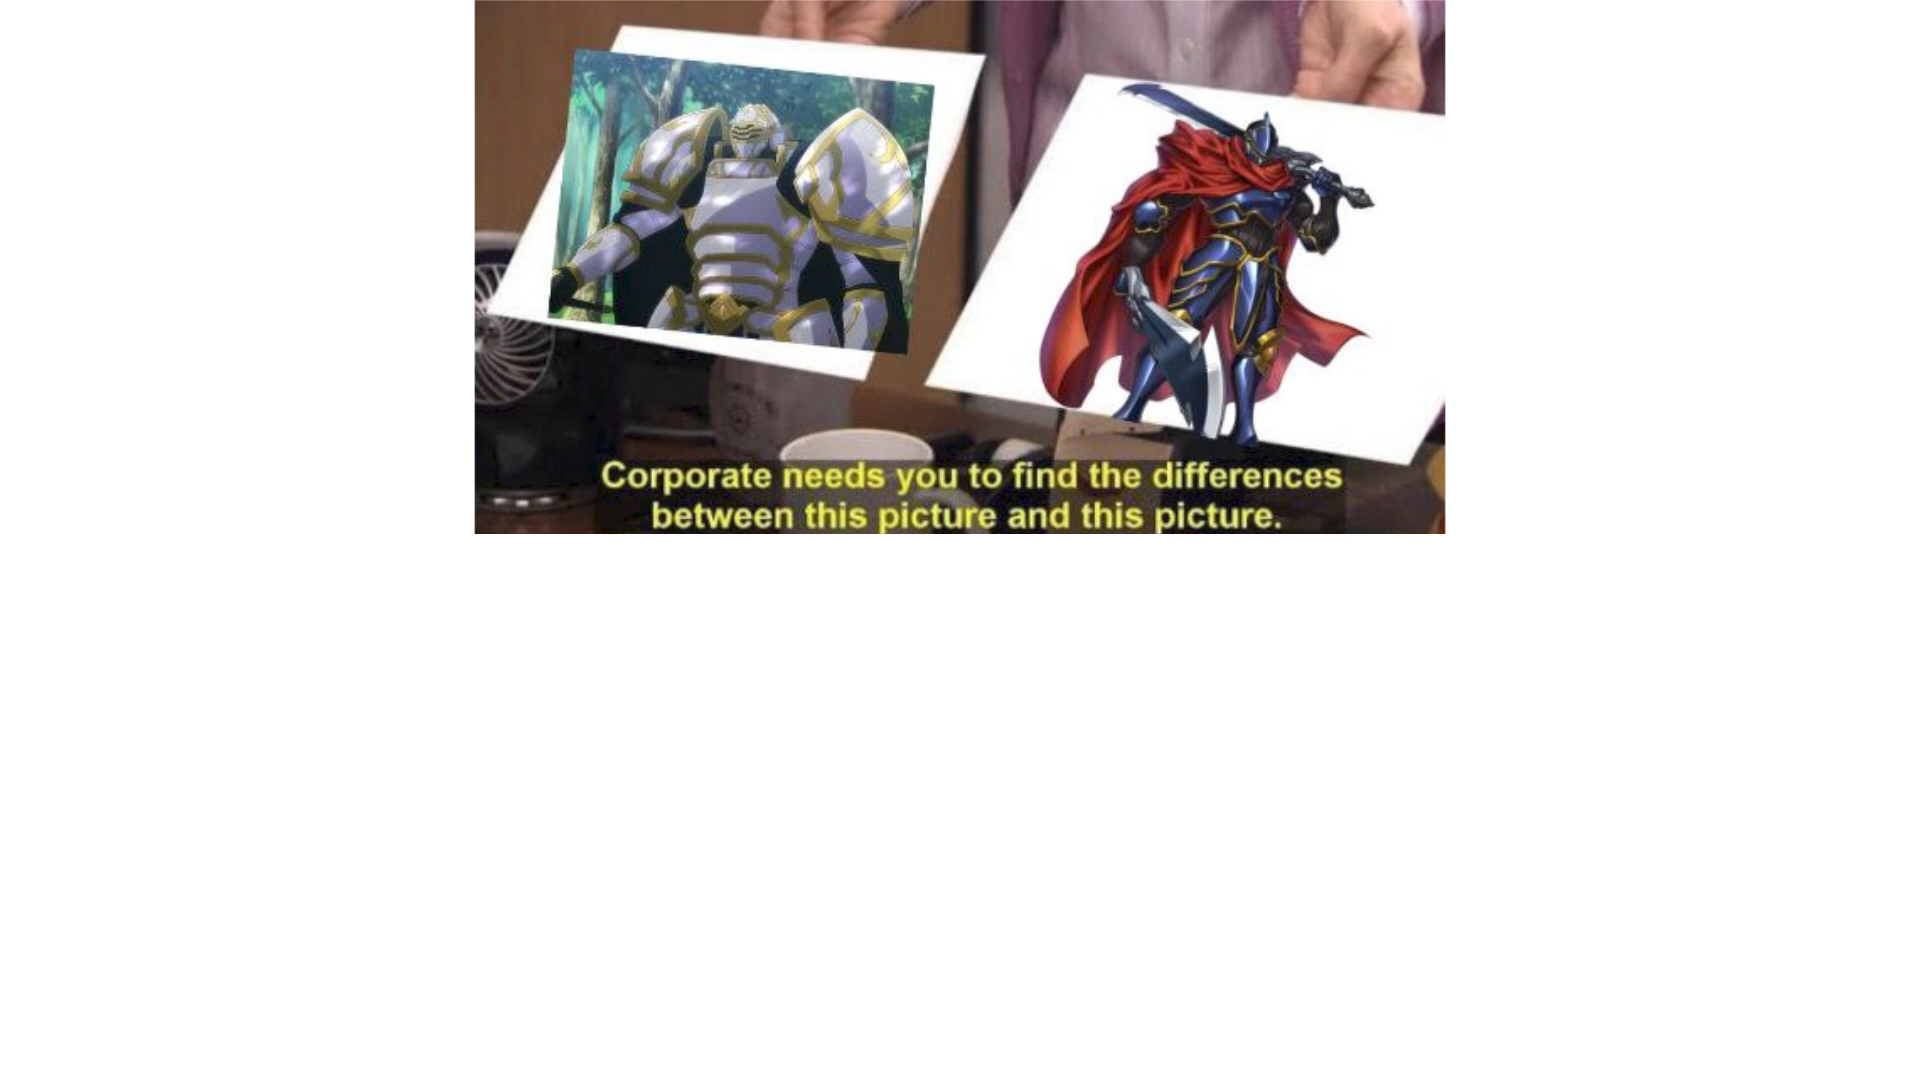 Corporate needs you to find the differences
between this picture and this picture.